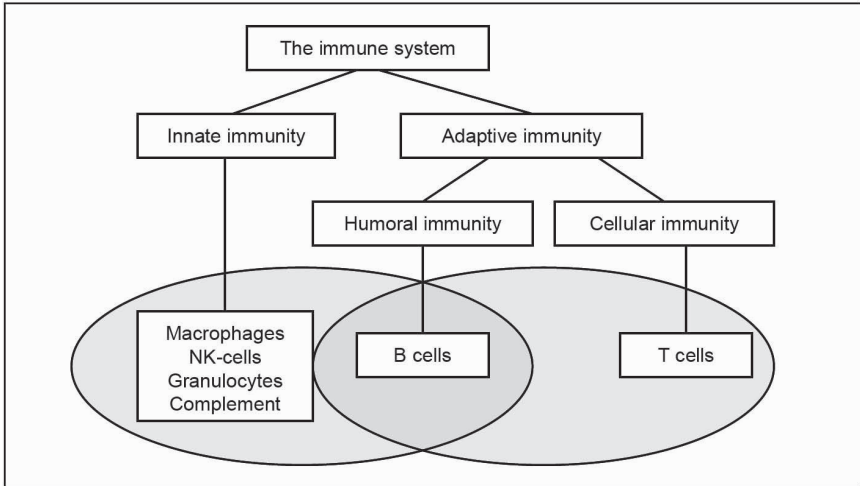 The immune system
Innate immunity
Adaptive immunity
Humoral immunity
Cellular immunity
Macrophages
NK-cells
Granulocytes
Complement
B cells
T cells